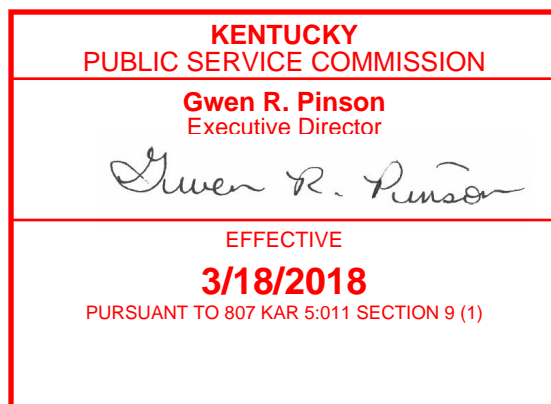 KENTUCKY
PUBLIC SERVICE COMMISSION
Gwen R. Pinson
Executive Director
Gwen R. Pinson
EFFECTIVE
3/18/2018
PURSUANT TO 807 KAR 5:011 SECTION 9 (1)